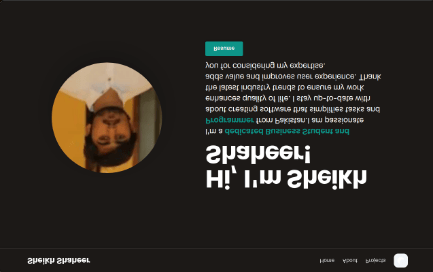 Sheikh Shaheer
Home
About
Projects
Hi, I'm Sheikh
Shaheer!
I'm a dedicated Business Student and
Programmer from Pakistan.I am passionate
about creating software that simplifies tasks and
enhances quality of life. I stay up-to-date with
the latest industry trends to ensure my work
adds value and improves user experience. Thank
you for considering my expertise.
Resume